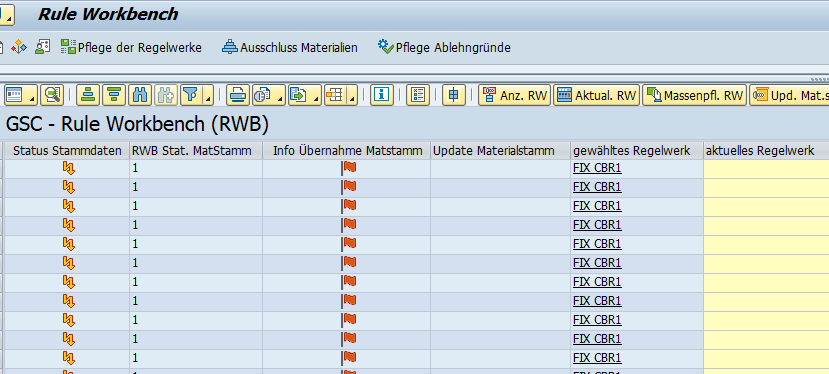 Rule Workbench
Pflege der Regelwerke Ausschluss Materialien Pflege Ablehngründe
Anz. RW Aktual. RW Massenpfl. RW Upd. Mat.s
GSC - Rule Workbench (RWB)
Status Stammdaten RWB Stat. MatStamm Info Übernahme Matstamm Update Materialstamm gewähltes Regelwerk aktuelles Regelwerk
1 FIX CBR1
1 FIX CBR1
1 FIX CBR1
1 FIX CBR1
1 FIX CBR1
1 FIX CBR1
1 FIX CBR1
1 FIX CBR1
1 FIX CBR1
1 FIX CBR1
1 FIX CBR1